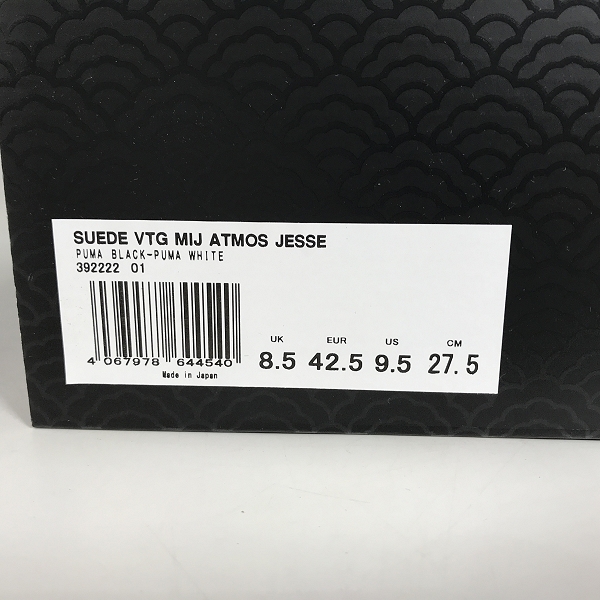 SUEDE VTG MIJ ATMOS JESSE
PUMA BLACK-PUMA WHITE
392222 01
4 067978 644540
Made in Japan
UK EUR US CM
8.5 42.5 9.5 27.5